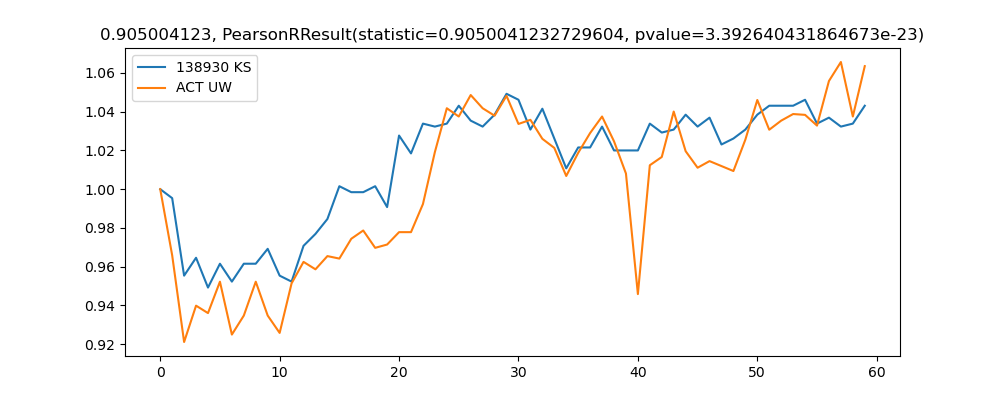 0.905004123, PearsonRResult(statistic=0.9050041232729604, pvalue=3.392640431864673e-23)
138930 KS
ACT UW
1.06
1.04
1.02
1.00
0.98
0.96
0.94
0.92
0 10 20 30 40 50 60